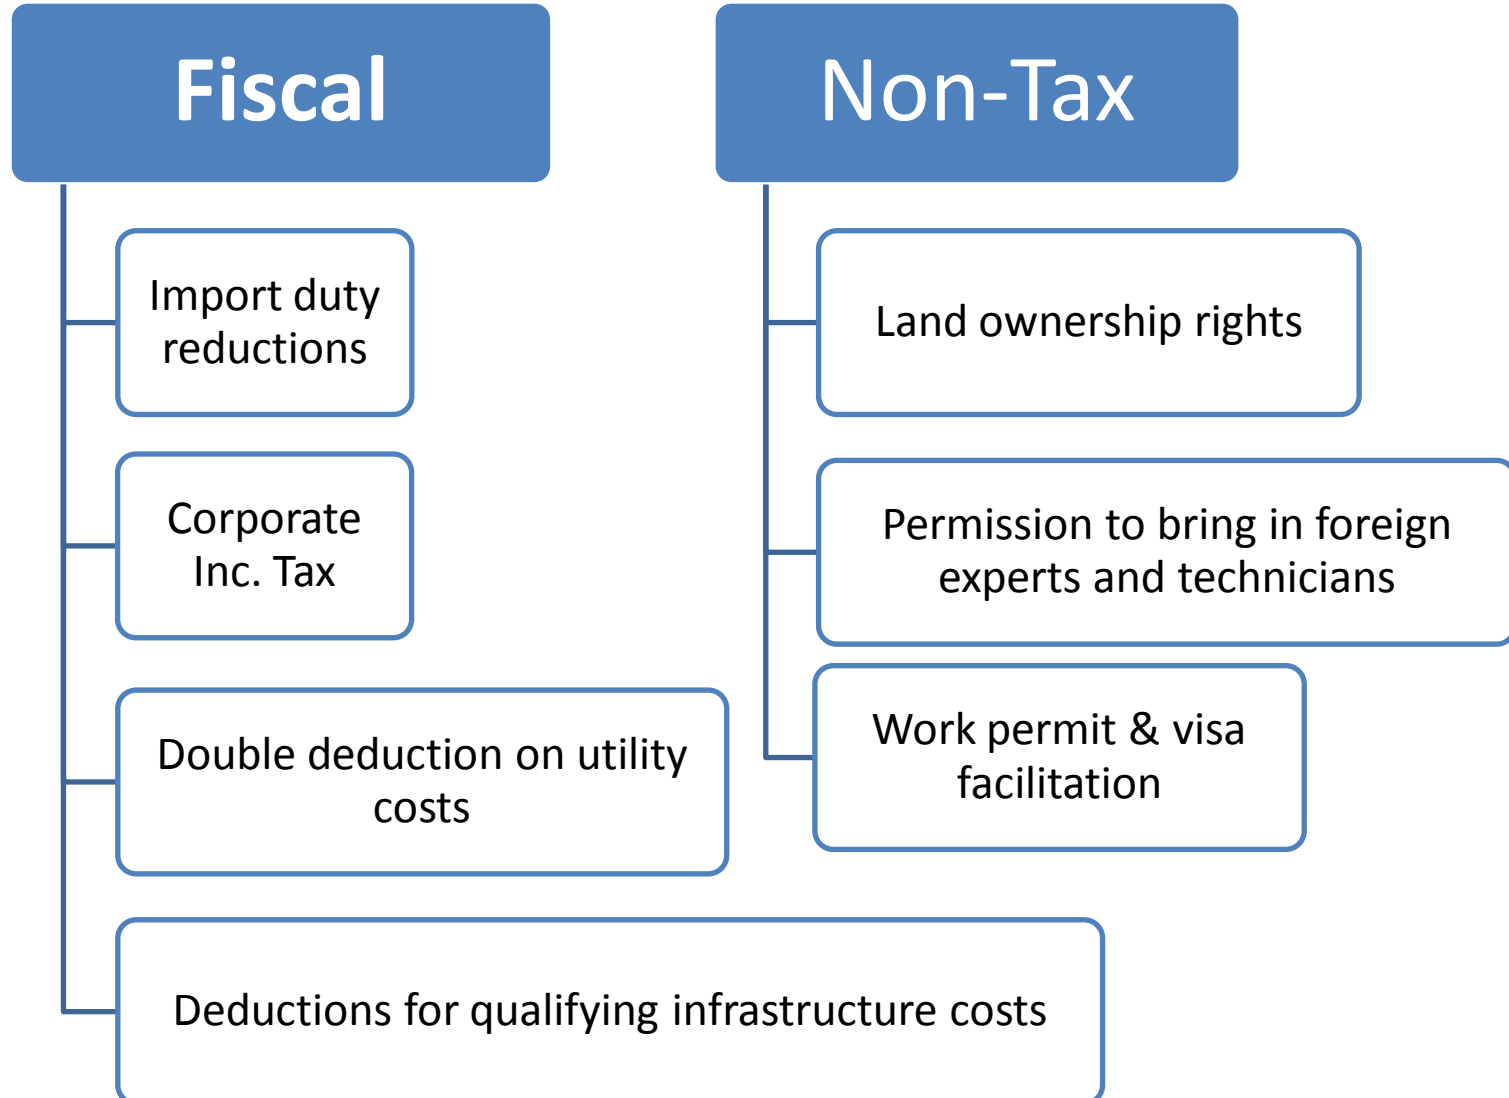 Fiscal
Import duty
reductions
Corporate
Inc. Tax
Double deduction on utility
costs
Deductions for qualifying infrastructure costs
Non-Tax
Land ownership rights
Permission to bring in foreign
experts and technicians
Work permit & visa
facilitation